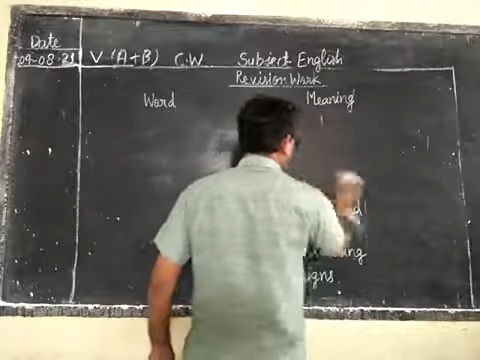 Date
09-08-21 V (A+B) C.W Subject English
Revision Work
Word Meaning